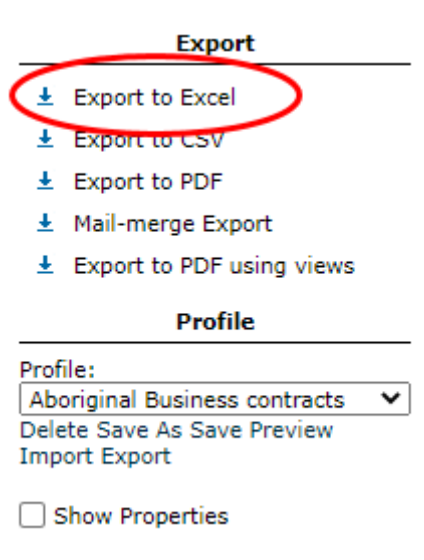 Export
Export to Excel
Export to CSV
Export to PDF
Mail-merge Export
Export to PDF using views
Profile
Profile:
Aboriginal Business contracts
Delete Save As Save Preview
Import Export
Show Properties